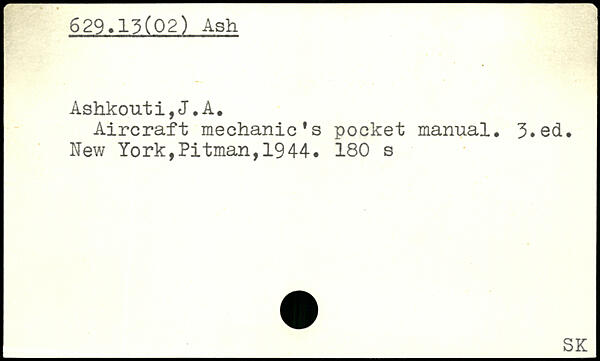 629.13(02) Ash
Ashkouti,J.A.
Aircraft mechanic's pocket manual. 3.ed.
New York,Pitman,1944. 180 s
SK